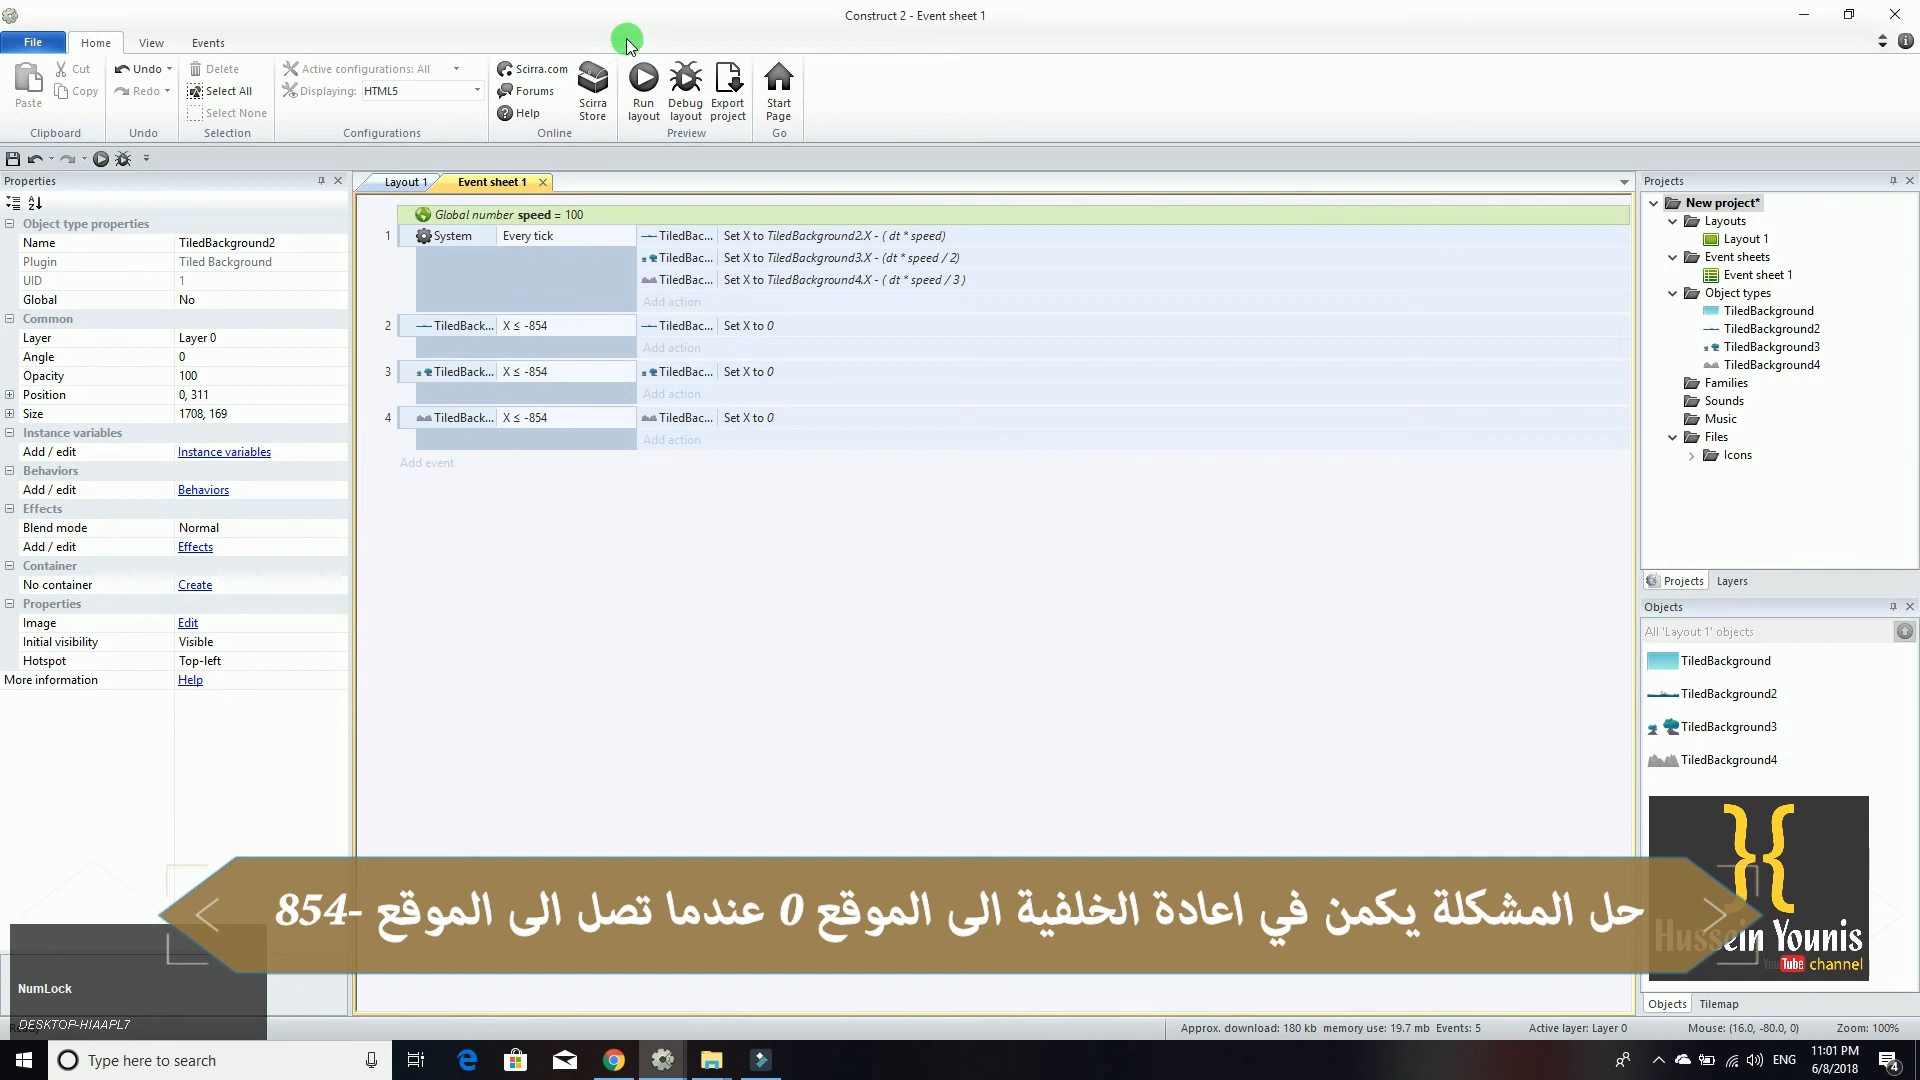 Construct 2 - Event sheet 1
File Home View Events
Paste Cut Copy Clipboard
Undo Redo Undo
Delete Select All Select None Selection
Active configurations: All
Displaying: HTML5
Configurations
Scirra.com Forums Help Scirra Store Online
Run layout Debug layout Export project Preview
Start Page Go
Properties
Layout 1 Event sheet 1
Projects
Object type properties
Name TiledBackground2
Plugin Tiled Background
UID 1
Global No
Common
Layer Layer 0
Angle 0
Opacity 100
Position 0, 311
Size 1708, 169
Instance variables
Add / edit Instance variables
Behaviors
Add / edit Behaviors
Effects
Blend mode Normal
Add / edit Effects
Container
No container Create
Properties
Image Edit
Initial visibility Visible
Hotspot Top-left
More information Help
Global number speed = 100
1 System Every tick TiledBac... Set X to TiledBackground2.X - ( dt * speed)
TiledBac... Set X to TiledBackground3.X - (dt * speed / 2)
TiledBac... Set X to TiledBackground4.X - ( dt * speed / 3 )
Add action
2 TiledBack... X ≤ -854 TiledBac... Set X to 0
Add action
3 TiledBack... X ≤ -854 TiledBac... Set X to 0
Add action
4 TiledBack... X ≤ -854 TiledBac... Set X to 0
Add action
Add event
New project*
Layouts
Layout 1
Event sheets
Event sheet 1
Object types
TiledBackground
TiledBackground2
TiledBackground3
TiledBackground4
Families
Sounds
Music
Files
Icons
Projects Layers
Objects
All 'Layout 1' objects
TiledBackground
TiledBackground2
TiledBackground3
TiledBackground4
حل المشكلة يكمن في اعادة الخلفية الى الموقع 0 عندما تصل الى الموقع -854
Hussein Younis
YouTube channel
NumLock
DESKTOP-HIAAPL7
Objects Tilemap
Approx. download: 180 kb memory use: 19.7 mb Events: 5 Active layer: Layer 0 Mouse: (16.0, -80.0, 0) Zoom: 100%
Type here to search
ENG
11:01 PM
6/8/2018
4